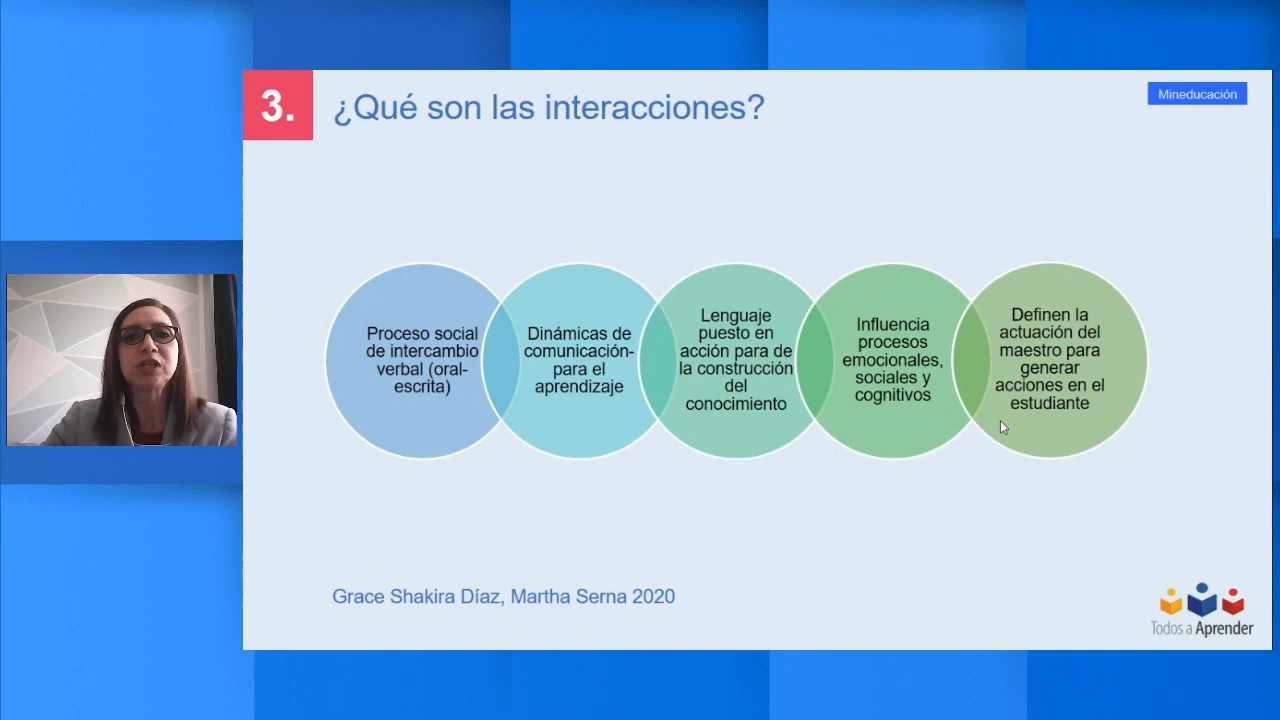 3.
¿Qué son las interacciones?
Mineducación
Proceso social
de intercambio
verbal (oral-
escrita)
Dinámicas de
comunicación-
para el
aprendizaje
Lenguaje
puesto en
acción para de
la construcción
del
conocimiento
Influencia
procesos
emocionales,
sociales y
cognitivos
Definen la
actuación del
maestro para
generar
acciones en el
estudiante
Grace Shakira Díaz, Martha Serna 2020
Todos a Aprender